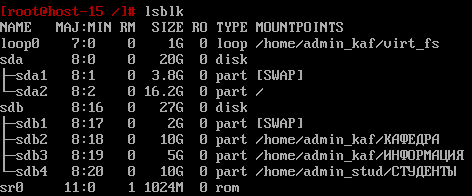 [root@host-15 /]# lsblk
NAME   MAJ:MIN RM  SIZE RO TYPE MOUNTPOINTS
loop0    7:0    0    1G  0 loop /home/admin_kaf/virt_fs
sda      8:0    0   20G  0 disk
├─sda1   8:1    0  3.8G  0 part [SWAP]
└─sda2   8:2    0 16.2G  0 part /
sdb      8:16   0   27G  0 disk
├─sdb1   8:17   0    2G  0 part [SWAP]
├─sdb2   8:18   0   10G  0 part /home/admin_kaf/КАФЕДРА
├─sdb3   8:19   0    5G  0 part /home/admin_kaf/ИНФОРМАЦИЯ
└─sdb4   8:20   0   10G  0 part /home/admin_stud/СТУДЕНТЫ
sr0     11:0    1 1024M  0 rom